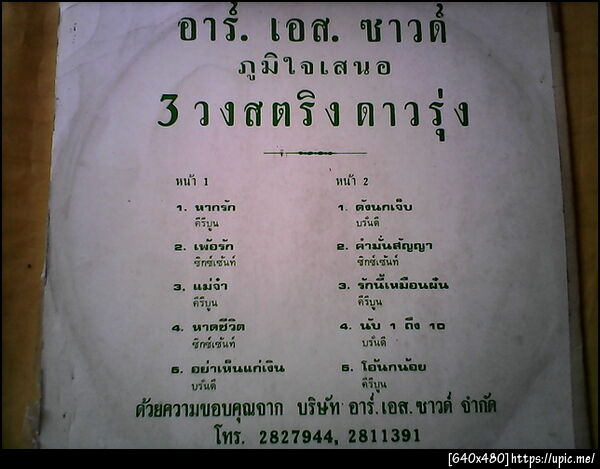 อาร์. เอส. ซาวด์
ภูมิใจเสนอ
3 วงสตริง ดาวรุ่ง
หน้า 1
1. หากรัก
คีรีบูน
2. เพ้อรัก
ซิกซ์เซ้นท์
3. แม่จ๋า
คีรีบูน
4. หาดชีวิต
ซิกซ์เซ้นท์
5. อย่าเห็นแก่เงิน
บรั่นดี
หน้า 2
1. ดังนกเจ็บ
บรั่นดี
2. คำมั่นสัญญา
ซิกซ์เซ้นท์
3. รักนี้เหมือนฝัน
คีรีบูน
4. นับ 1 ถึง 10
บรั่นดี
5. โอ้นกน้อย
คีรีบูน
ด้วยความขอบคุณจาก บริษัท อาร์.เอส.ซาวด์ จำกัด
โทร. 2827944, 2811391
[640x480]https://upic.me/